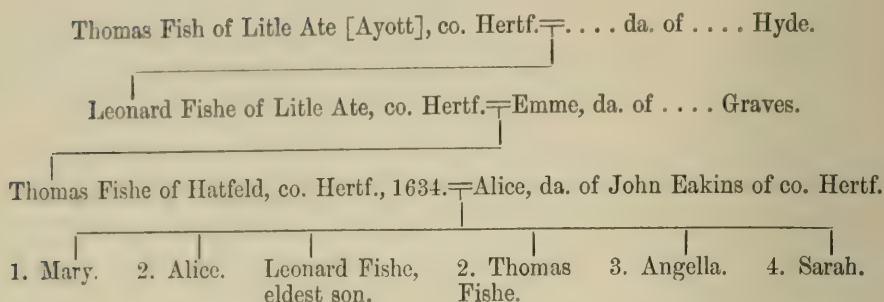 Thomas Fish of Litle Ate [Ayott], co. Hertf.=. . . . da. of . . . . Hyde.
Leonard Fishe of Litle Ate, co. Hertf.=Emme, da. of . . . . Graves.
Thomas Fishe of Hatfeld, co. Hertf., 1634.=Alice, da. of John Eakins of co. Hertf.
1. Mary. 2. Alice. Leonard Fishe, 2. Thomas 3. Angella. 4. Sarah.
eldest son. Fishe.